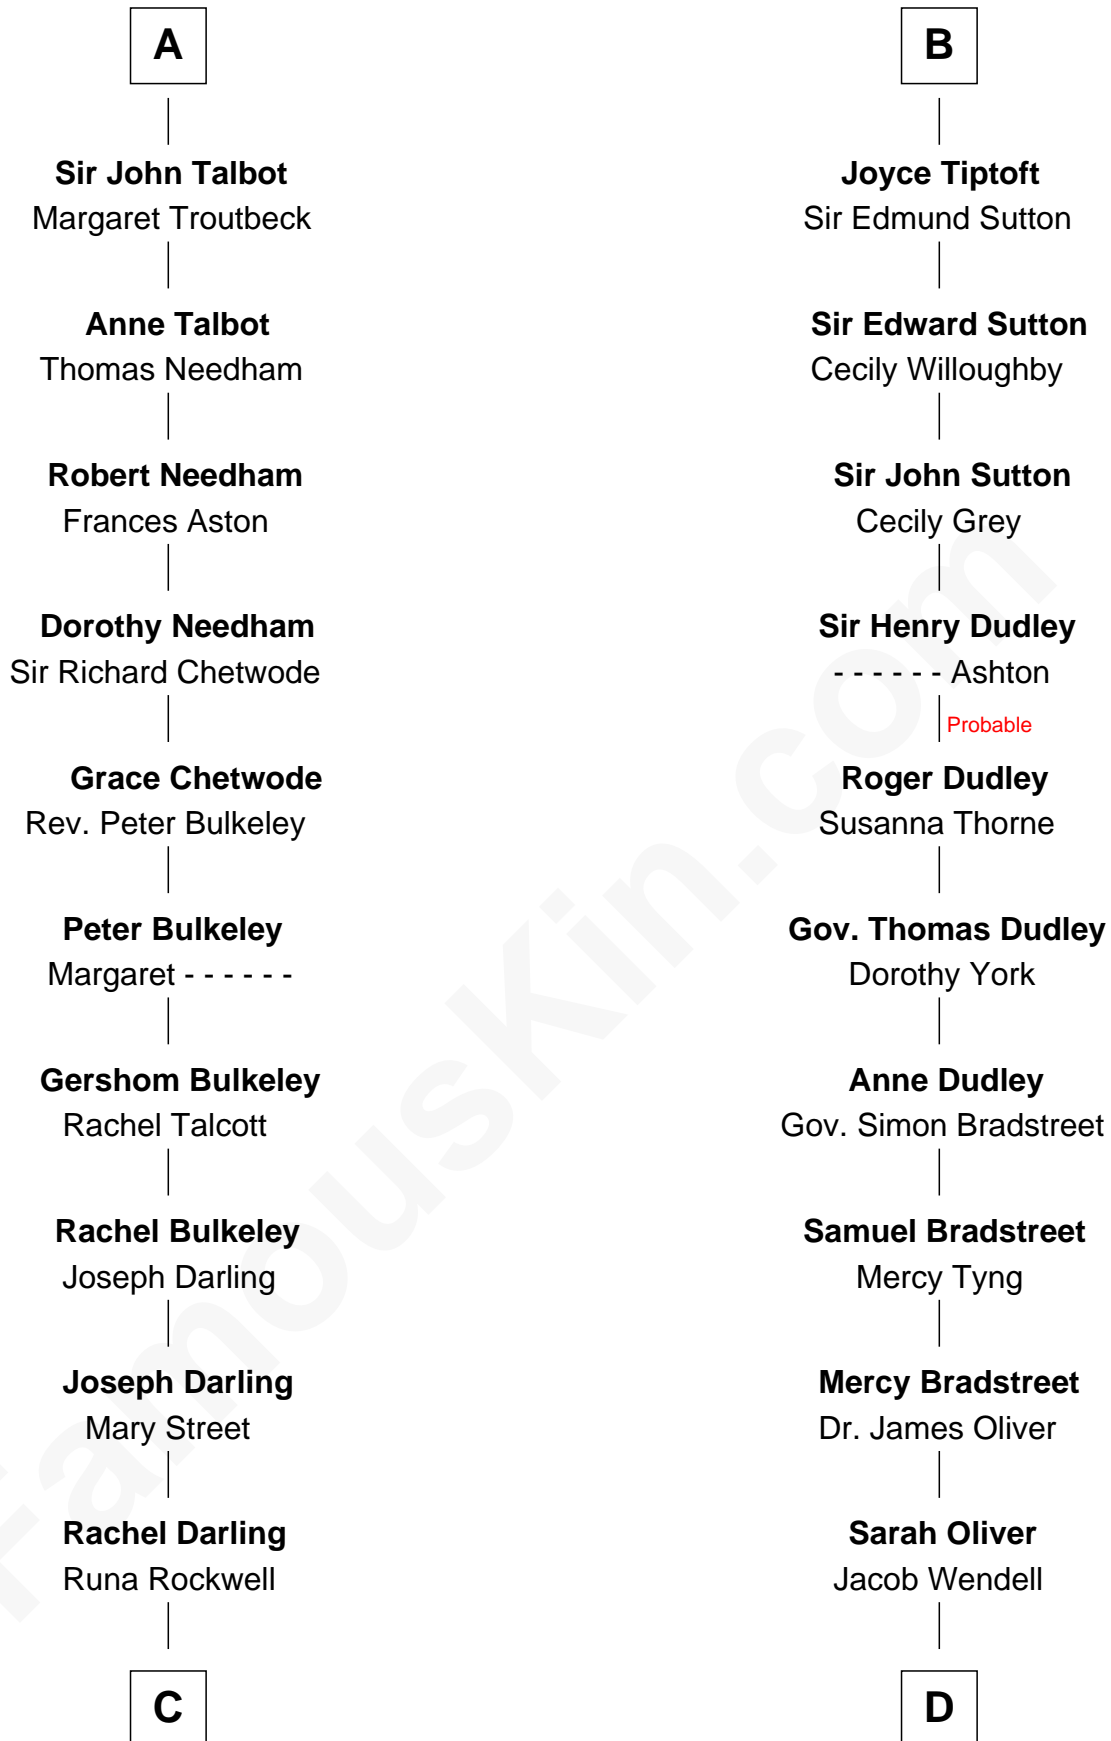 A
Sir John Talbot
Margaret Troutbeck
Anne Talbot
Thomas Needham
Robert Needham
Frances Aston
Dorothy Needham
Sir Richard Chetwode
Grace Chetwode
Rev. Peter Bulkeley
Peter Bulkeley
Margaret - - - - - -
Gershom Bulkeley
Rachel Talcott
Rachel Bulkeley
Joseph Darling
Joseph Darling
Mary Street
Rachel Darling
Runa Rockwell
C
B
Joyce Tiptoft
Sir Edmund Sutton
Sir Edward Sutton
Cecily Willoughby
Sir John Sutton
Cecily Grey
Sir Henry Dudley
- - - - - - Ashton
Probable
Roger Dudley
Susanna Thorne
Gov. Thomas Dudley
Dorothy York
Anne Dudley
Gov. Simon Bradstreet
Samuel Bradstreet
Mercy Tyng
Mercy Bradstreet
Dr. James Oliver
Sarah Oliver
Jacob Wendell
D
FamousKin.com